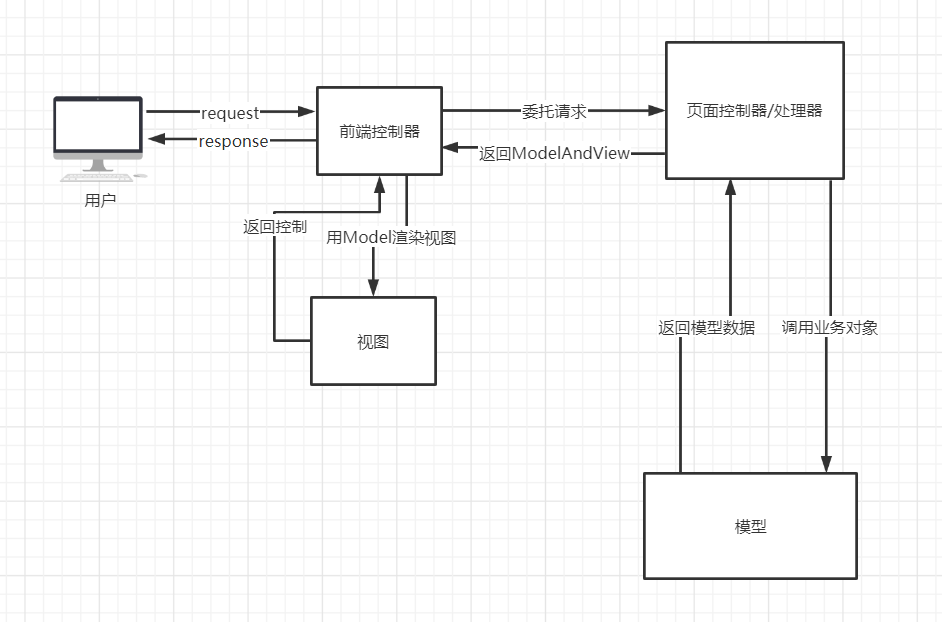 request
response
用户
前端控制器
委托请求
返回ModelAndView
页面控制器/处理器
返回控制
用Model渲染视图
视图
返回模型数据
调用业务对象
模型